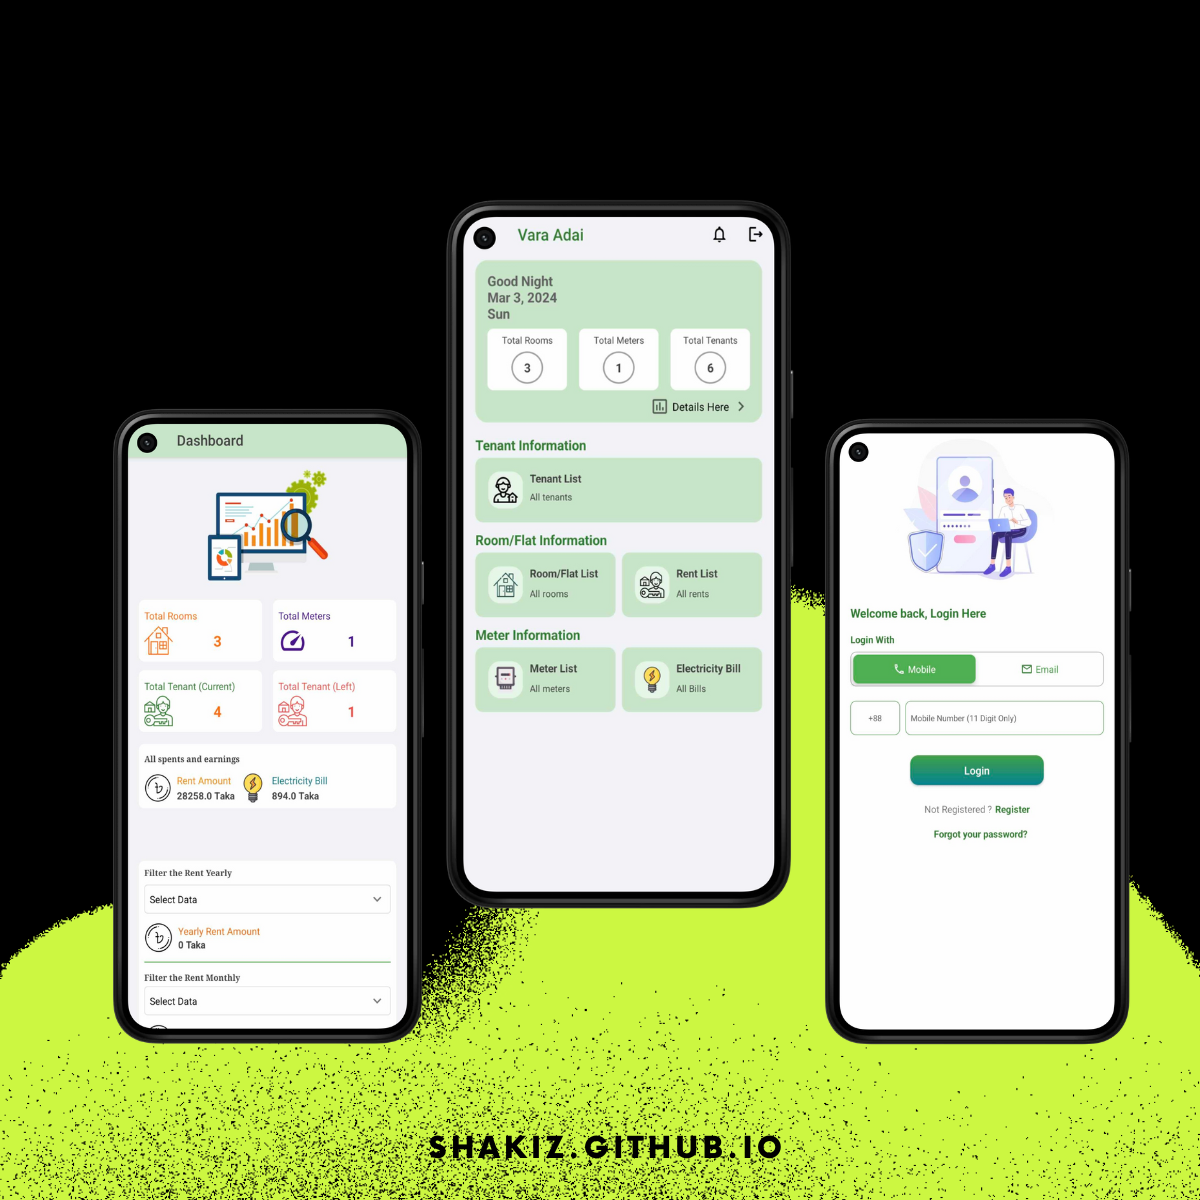 Dashboard
Total Rooms
3
Total Meters
1
Total Tenant (Current)
4
Total Tenant (Left)
1
All spents and earnings
Rent Amount
28258.0 Taka
Electricity Bill
894.0 Taka
Filter the Rent Yearly
Select Data
Yearly Rent Amount
0 Taka
Filter the Rent Monthly
Select Data
Vara Adai
Good Night
Mar 3, 2024
Sun
Total Rooms
3
Total Meters
1
Total Tenants
6
Details Here
Tenant Information
Tenant List
All tenants
Room/Flat Information
Room/Flat List
All rooms
Rent List
All rents
Meter Information
Meter List
All meters
Electricity Bill
All Bills
Welcome back, Login Here
Login With
Mobile
Email
+88
Mobile Number (11 Digit Only)
Login
Not Registered ? Register
Forgot your password?
SHAKIZ.GITHUB.IO